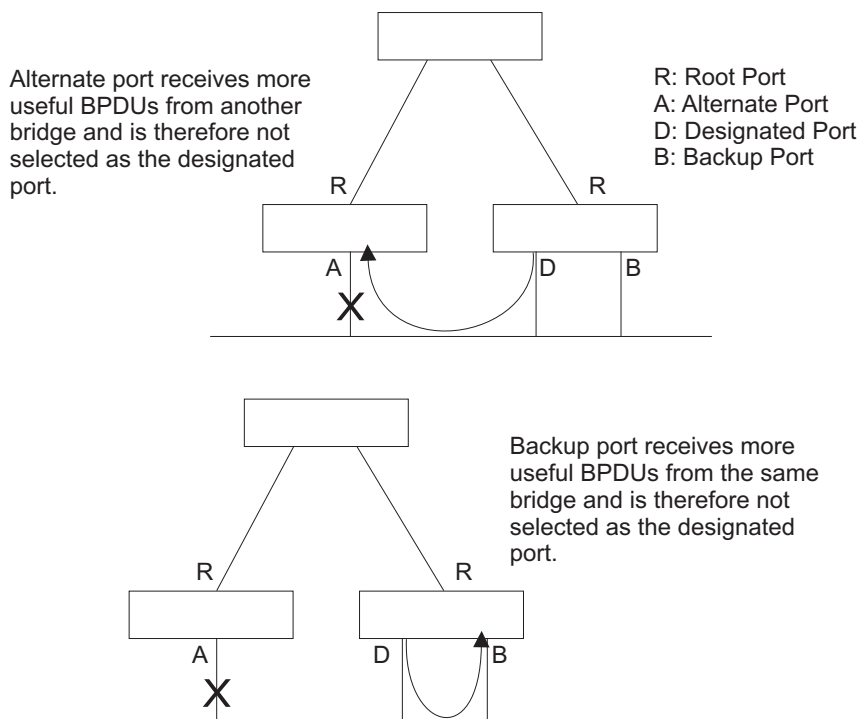 Alternate port receives more
useful BPDUs from another
bridge and is therefore not
selected as the designated
port.
R: Root Port
A: Alternate Port
D: Designated Port
B: Backup Port
R
R
A
D
B
X
Backup port receives more
useful BPDUs from the same
bridge and is therefore not
selected as the designated
port.
R
R
A
D
B
X